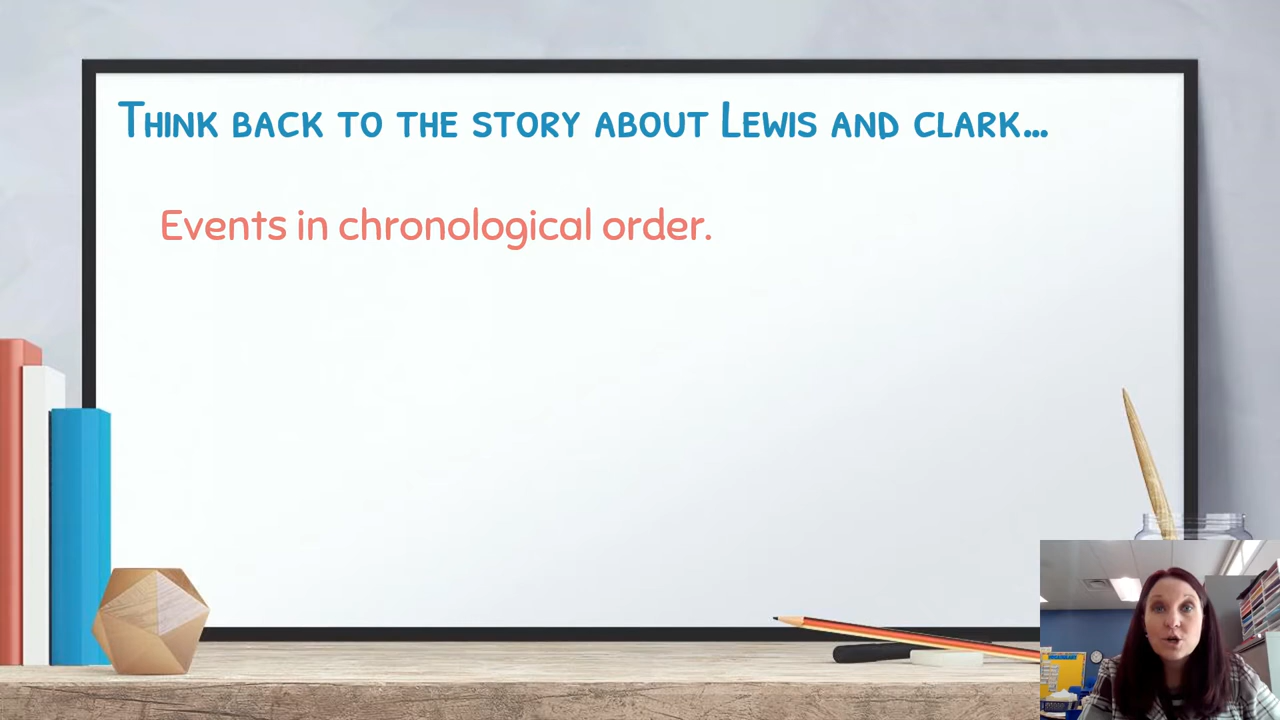 Think back to the story about Lewis and clark...
Events in chronological order.